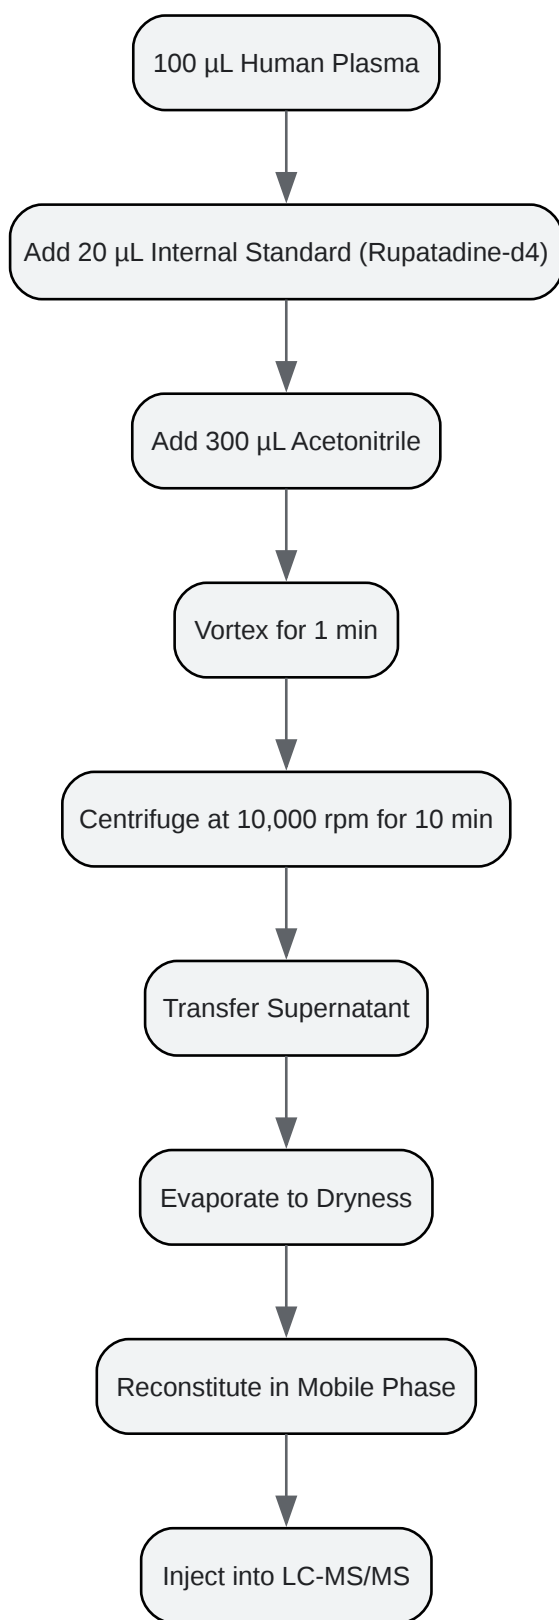 100 µL Human Plasma
Add 20 µL Internal Standard (Rupatadine-d4)
Add 300 µL Acetonitrile
Vortex for 1 min
Centrifuge at 10,000 rpm for 10 min
Transfer Supernatant
Evaporate to Dryness
Reconstitute in Mobile Phase
Inject into LC-MS/MS